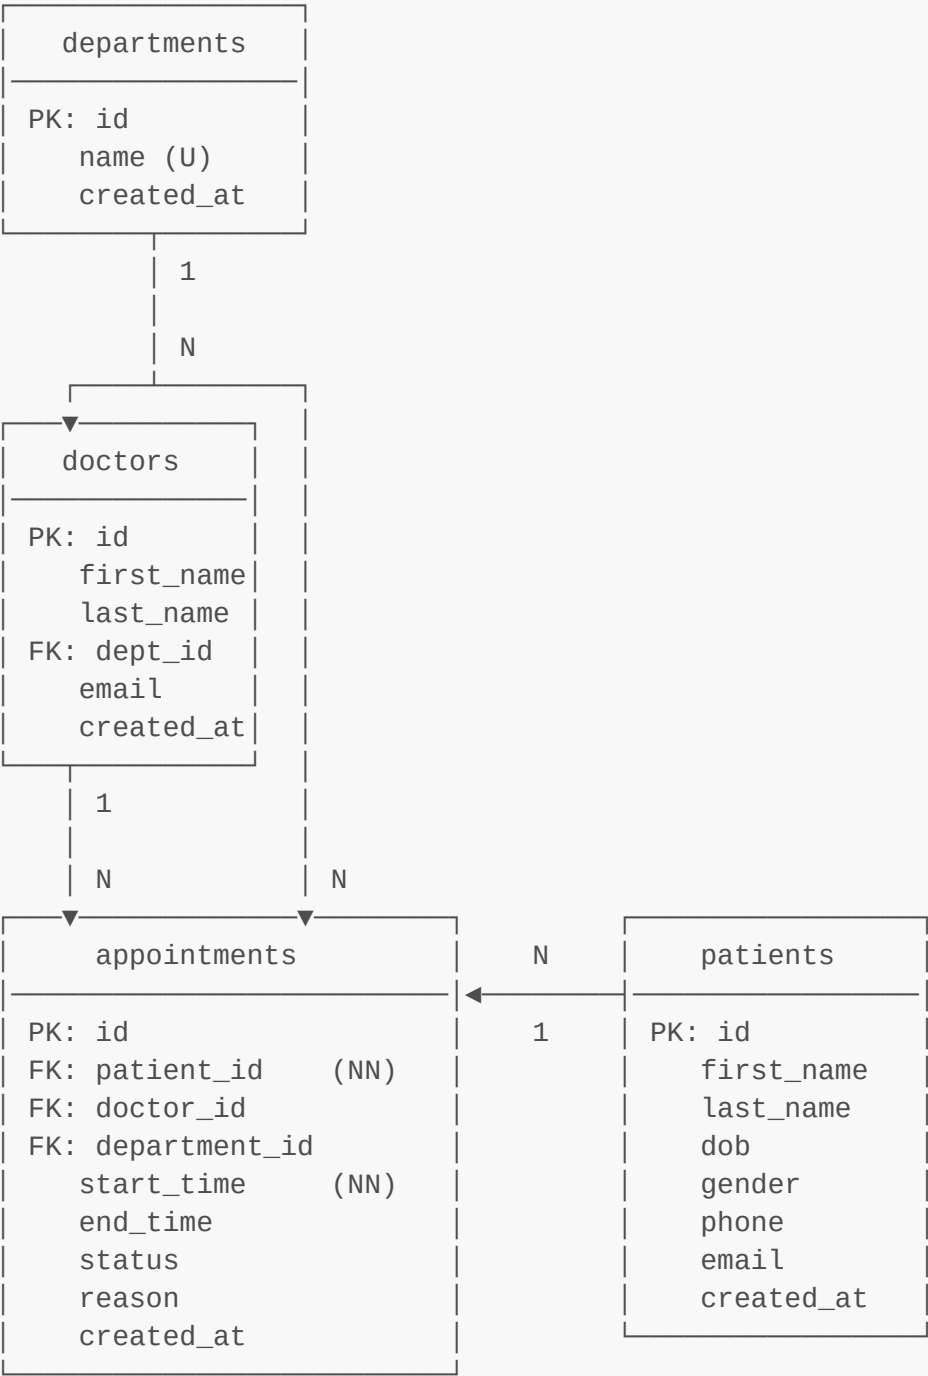 departments
PK: id
name (U)
created_at
1
N
doctors
PK: id
first_name
last_name
FK: dept_id
email
created_at
1
N N
appointments
PK: id
FK: patient_id (NN)
FK: doctor_id
FK: department_id
start_time (NN)
end_time
status
reason
created_at
N
1
patients
PK: id
first_name
last_name
dob
gender
phone
email
created_at